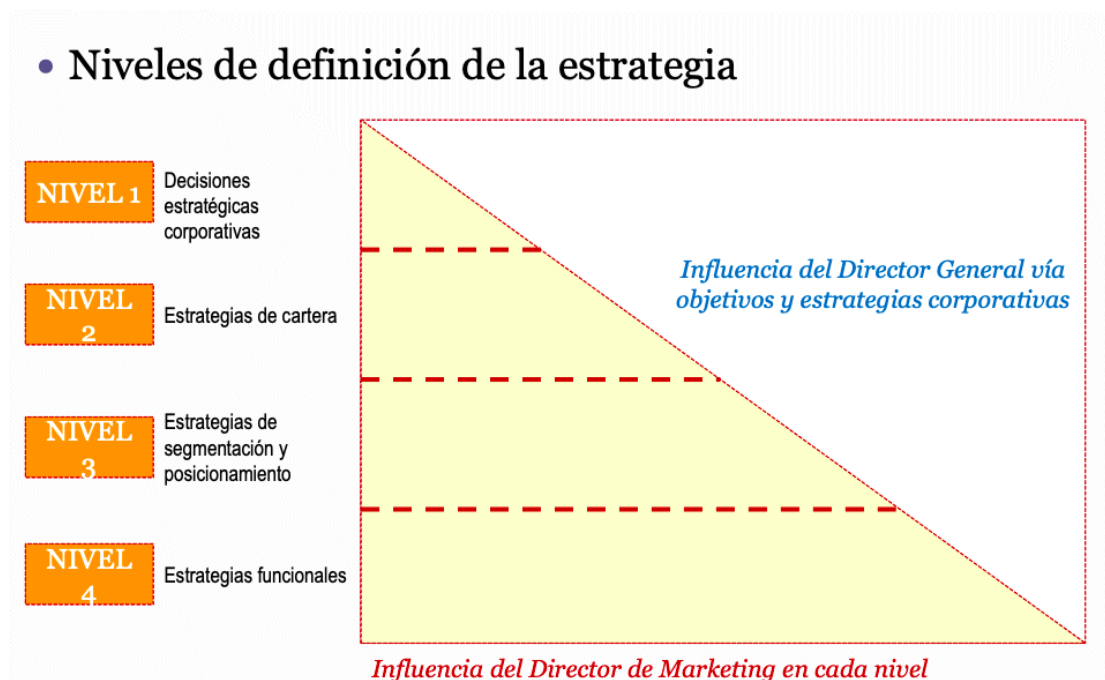 • Niveles de definición de la estrategia
NIVEL 1
Decisiones
estratégicas
corporativas
Influencia del Director General vía
objetivos y estrategias corporativas
NIVEL
2
Estrategias de cartera
NIVEL
3
Estrategias de
segmentación y
posicionamiento
NIVEL
4
Estrategias funcionales
Influencia del Director de Marketing en cada nivel